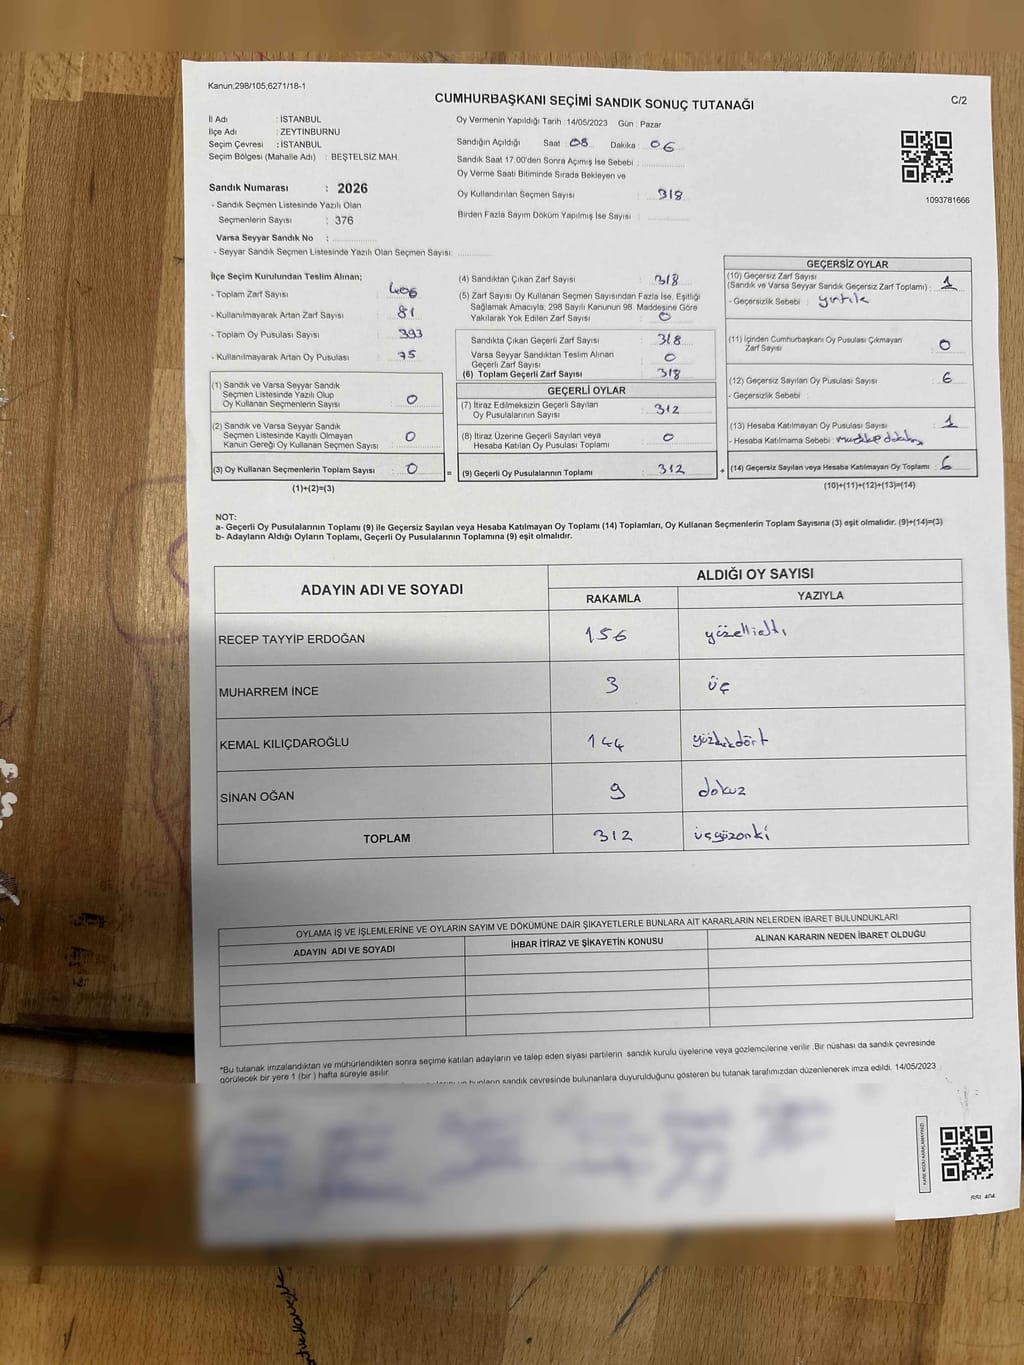 Kanun:298/105;6271/18-1
CUMHURBAŞKANI SEÇİMİ SANDIK SONUÇ TUTANAĞI
C/2
İl Adı : İSTANBUL
İlçe Adı : ZEYTİNBURNU
Seçim Çevresi : İSTANBUL
Seçim Bölgesi (Mahalle Adı) : BEŞTELSİZ MAH.
Sandık Numarası : 2026
- Sandık Seçmen Listesinde Yazılı Olan
Seçmenlerin Sayısı : 376
Varsa Seyyar Sandık No :
- Seyyar Sandık Seçmen Listesinde Yazılı Olan Seçmen Sayısı:
Oy Vermenin Yapıldığı Tarih :14/05/2023 Gün : Pazar
Sandığın Açıldığı Saat : 08 Dakika : 06
Sandık Saat 17.00'den Sonra Açımış İse Sebebi :
Oy Verme Saati Bitiminde Sırada Bekleyen ve
Oy Kullandırılan Seçmen Sayısı : 318
Birden Fazla Sayım Döküm Yapılmış İse Sayısı :
1093781666
İlçe Seçim Kurulundan Teslim Alınan;
- Toplam Zarf Sayısı : 406
- Kullanılmayarak Artan Zarf Sayısı : 81
- Toplam Oy Pusulası Sayısı : 393
- Kullanılmayarak Artan Oy Pusulası : 75
(1) Sandık ve Varsa Seyyar Sandık
Seçmen Listesinde Yazılı Olup
Oy Kullanan Seçmenlerin Sayısı : 0
(2) Sandık ve Varsa Seyyar Sandık
Seçmen Listesinde Kayıtlı Olmayan
Kanun Gereği Oy Kullanan Seçmen Sayısı : 0
(3) Oy Kullanan Seçmenlerin Toplam Sayısı : 0
(1)+(2)=(3)
(4) Sandıktan Çıkan Zarf Sayısı : 318
(5) Zarf Sayısı Oy Kullanan Seçmen Sayısından Fazla İse, Eşitliği
Sağlamak Amacıyla, 298 Sayılı Kanunun 98. Maddesine Göre
Yakılarak Yok Edilen Zarf Sayısı : 0
Sandıkta Çıkan Geçerli Zarf Sayısı : 318
Varsa Seyyar Sandıktan Teslim Alınan
Geçerli Zarf Sayısı : 0
(6) Toplam Geçerli Zarf Sayısı : 318
GEÇERLİ OYLAR
(7) İtiraz Edilmeksizin Geçerli Sayılan
Oy Pusulalarının Sayısı : 312
(8) İtiraz Üzerine Geçerli Sayılan veya
Hesaba Katılan Oy Pusulası Toplamı : 0
= (9) Geçerli Oy Pusulalarının Toplamı : 312
GEÇERSİZ OYLAR
(10) Geçersiz Zarf Sayısı
(Sandık ve Varsa Seyyar Sandık Geçersiz Zarf Toplamı) : 1
- Geçersizlik Sebebi : yırtık
(11) İçinden Cumhurbaşkanı Oy Pusulası Çıkmayan
Zarf Sayısı : 0
(12) Geçersiz Sayılan Oy Pusulası Sayısı : 6
- Geçersizlik Sebebi :
(13) Hesaba Katılmayan Oy Pusulası Sayısı : 1
- Hesaba Katılmama Sebebi :
+ (14) Geçersiz Sayılan veya Hesaba Katılmayan Oy Toplamı : 6
(10)+(11)+(12)+(13)=(14)
NOT:
a- Geçerli Oy Pusulalarının Toplamı (9) ile Geçersiz Sayılan veya Hesaba Katılmayan Oy Toplamı (14) Toplamları, Oy Kullanan Seçmenlerin Toplam Sayısına (3) eşit olmalıdır. (9)+(14)=(3)
b- Adayların Aldığı Oyların Toplamı, Geçerli Oy Pusulalarının Toplamına (9) eşit olmalıdır.
ADAYIN ADI VE SOYADI
ALDIĞI OY SAYISI
RAKAMLA
YAZIYLA
RECEP TAYYİP ERDOĞAN 156 yüzellialtı
MUHARREM İNCE 3 üç
KEMAL KILIÇDAROĞLU 144 yüzkırkdört
SİNAN OĞAN 9 dokuz
TOPLAM 312 üçyüzoniki
OYLAMA İŞ VE İŞLEMLERİNE VE OYLARIN SAYIM VE DÖKÜMÜNE DAİR ŞİKAYETLERLE BUNLARA AİT KARARLARIN NELERDEN İBARET BULUNDUKLARI
ADAYIN ADI VE SOYADI
İHBAR İTİRAZ VE ŞİKAYETİN KONUSU
ALINAN KARARIN NEDEN İBARET OLDUĞU
*Bu tutanak imzalandıktan ve mühürlendikten sonra seçime katılan adayların ve talep eden siyasi partilerin sandık kurulu üyelerine veya gözlemcilerine verilir .Bir nüshası da sandık çevresinde
görülecek bir yere 1 (bir ) hafta süreyle asılır.
bunların sandık çevresinde bulunanlara duyurulduğunu gösteren bu tutanak tarafımızdan düzenlenerek imza edildi. 14/05/2023